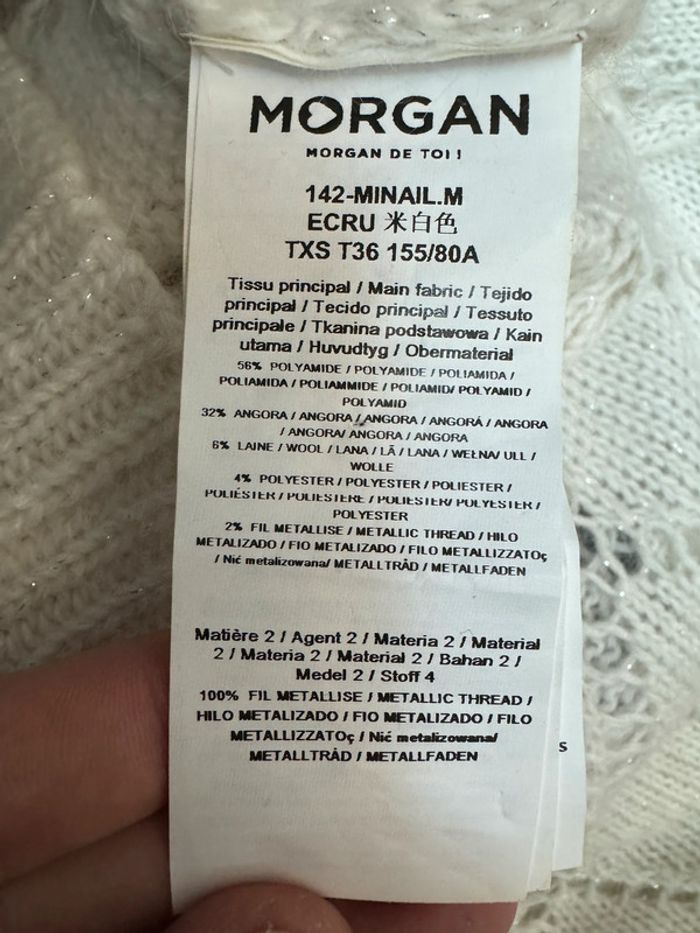 MORGAN
MORGAN DE TOI !
142-MINAIL.M
ECRU 米白色
TXS T36 155/80A
Tissu principal / Main fabric / Tejido
principal / Tecido principal / Tessuto
principale / Tkanina podstawowa / Kain
utama / Huvudtyg / Obermaterial
56% POLYAMIDE / POLYAMIDE / POLIAMIDA /
POLIAMIDA / POLIAMMIDE / POLIAMID/ POLYAMID /
POLYAMID
32% ANGORA / ANGORA / ANGORA / ANGORÁ / ANGORA
/ ANGORA/ ANGORA / ANGORA
6% LAINE / WOOL / LANA / LÃ / LANA / WEŁNA/ ULL /
WOLLE
4% POLYESTER / POLYESTER / POLIESTER /
POLIÉSTER / POLIESTERE / POLIESTER/ POLYESTER /
POLYESTER
2% FIL METALLISE / METALLIC THREAD / HILO
METALIZADO / FIO METALIZADO / FILO METALLIZZATOç
/ Nić metalizowana/ METALLTRÅD / METALLFADEN
Matière 2 / Agent 2 / Materia 2 / Material
2 / Materia 2 / Material 2 / Bahan 2 /
Medel 2 / Stoff 4
100% FIL METALLISE / METALLIC THREAD /
HILO METALIZADO / FIO METALIZADO / FILO
METALLIZZATOç / Nić metalizowana/
METALLTRÅD / METALLFADEN
S